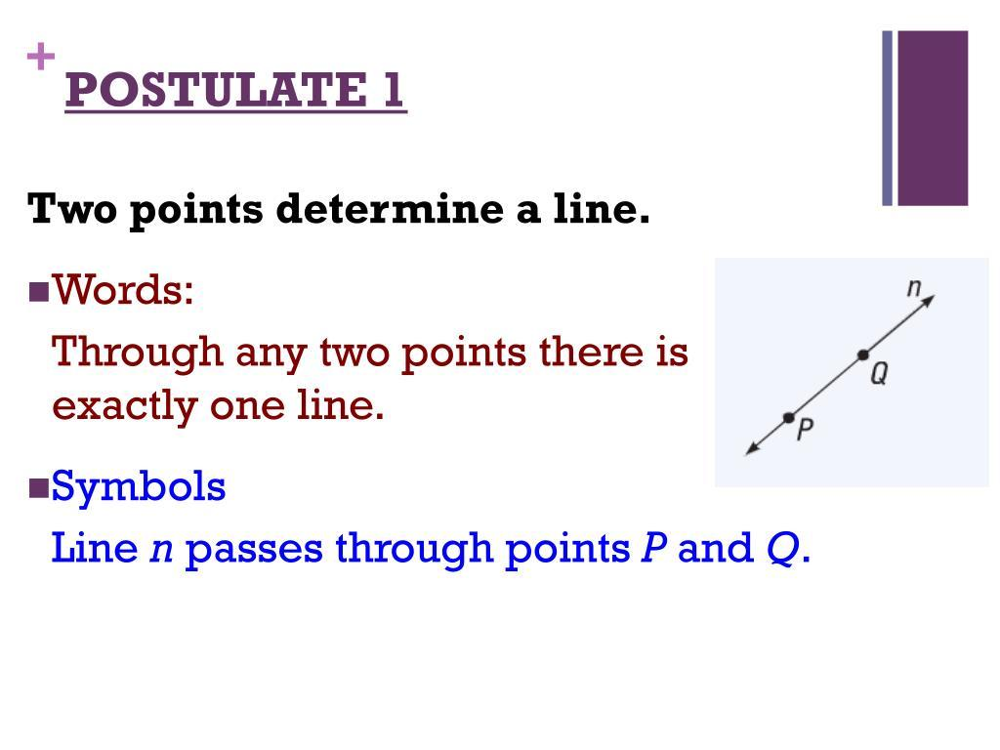 +
POSTULATE 1
Two points determine a line.
Words:
Through any two points there is
exactly one line.
n
Q
P
Symbols
Line n passes through points P and Q.